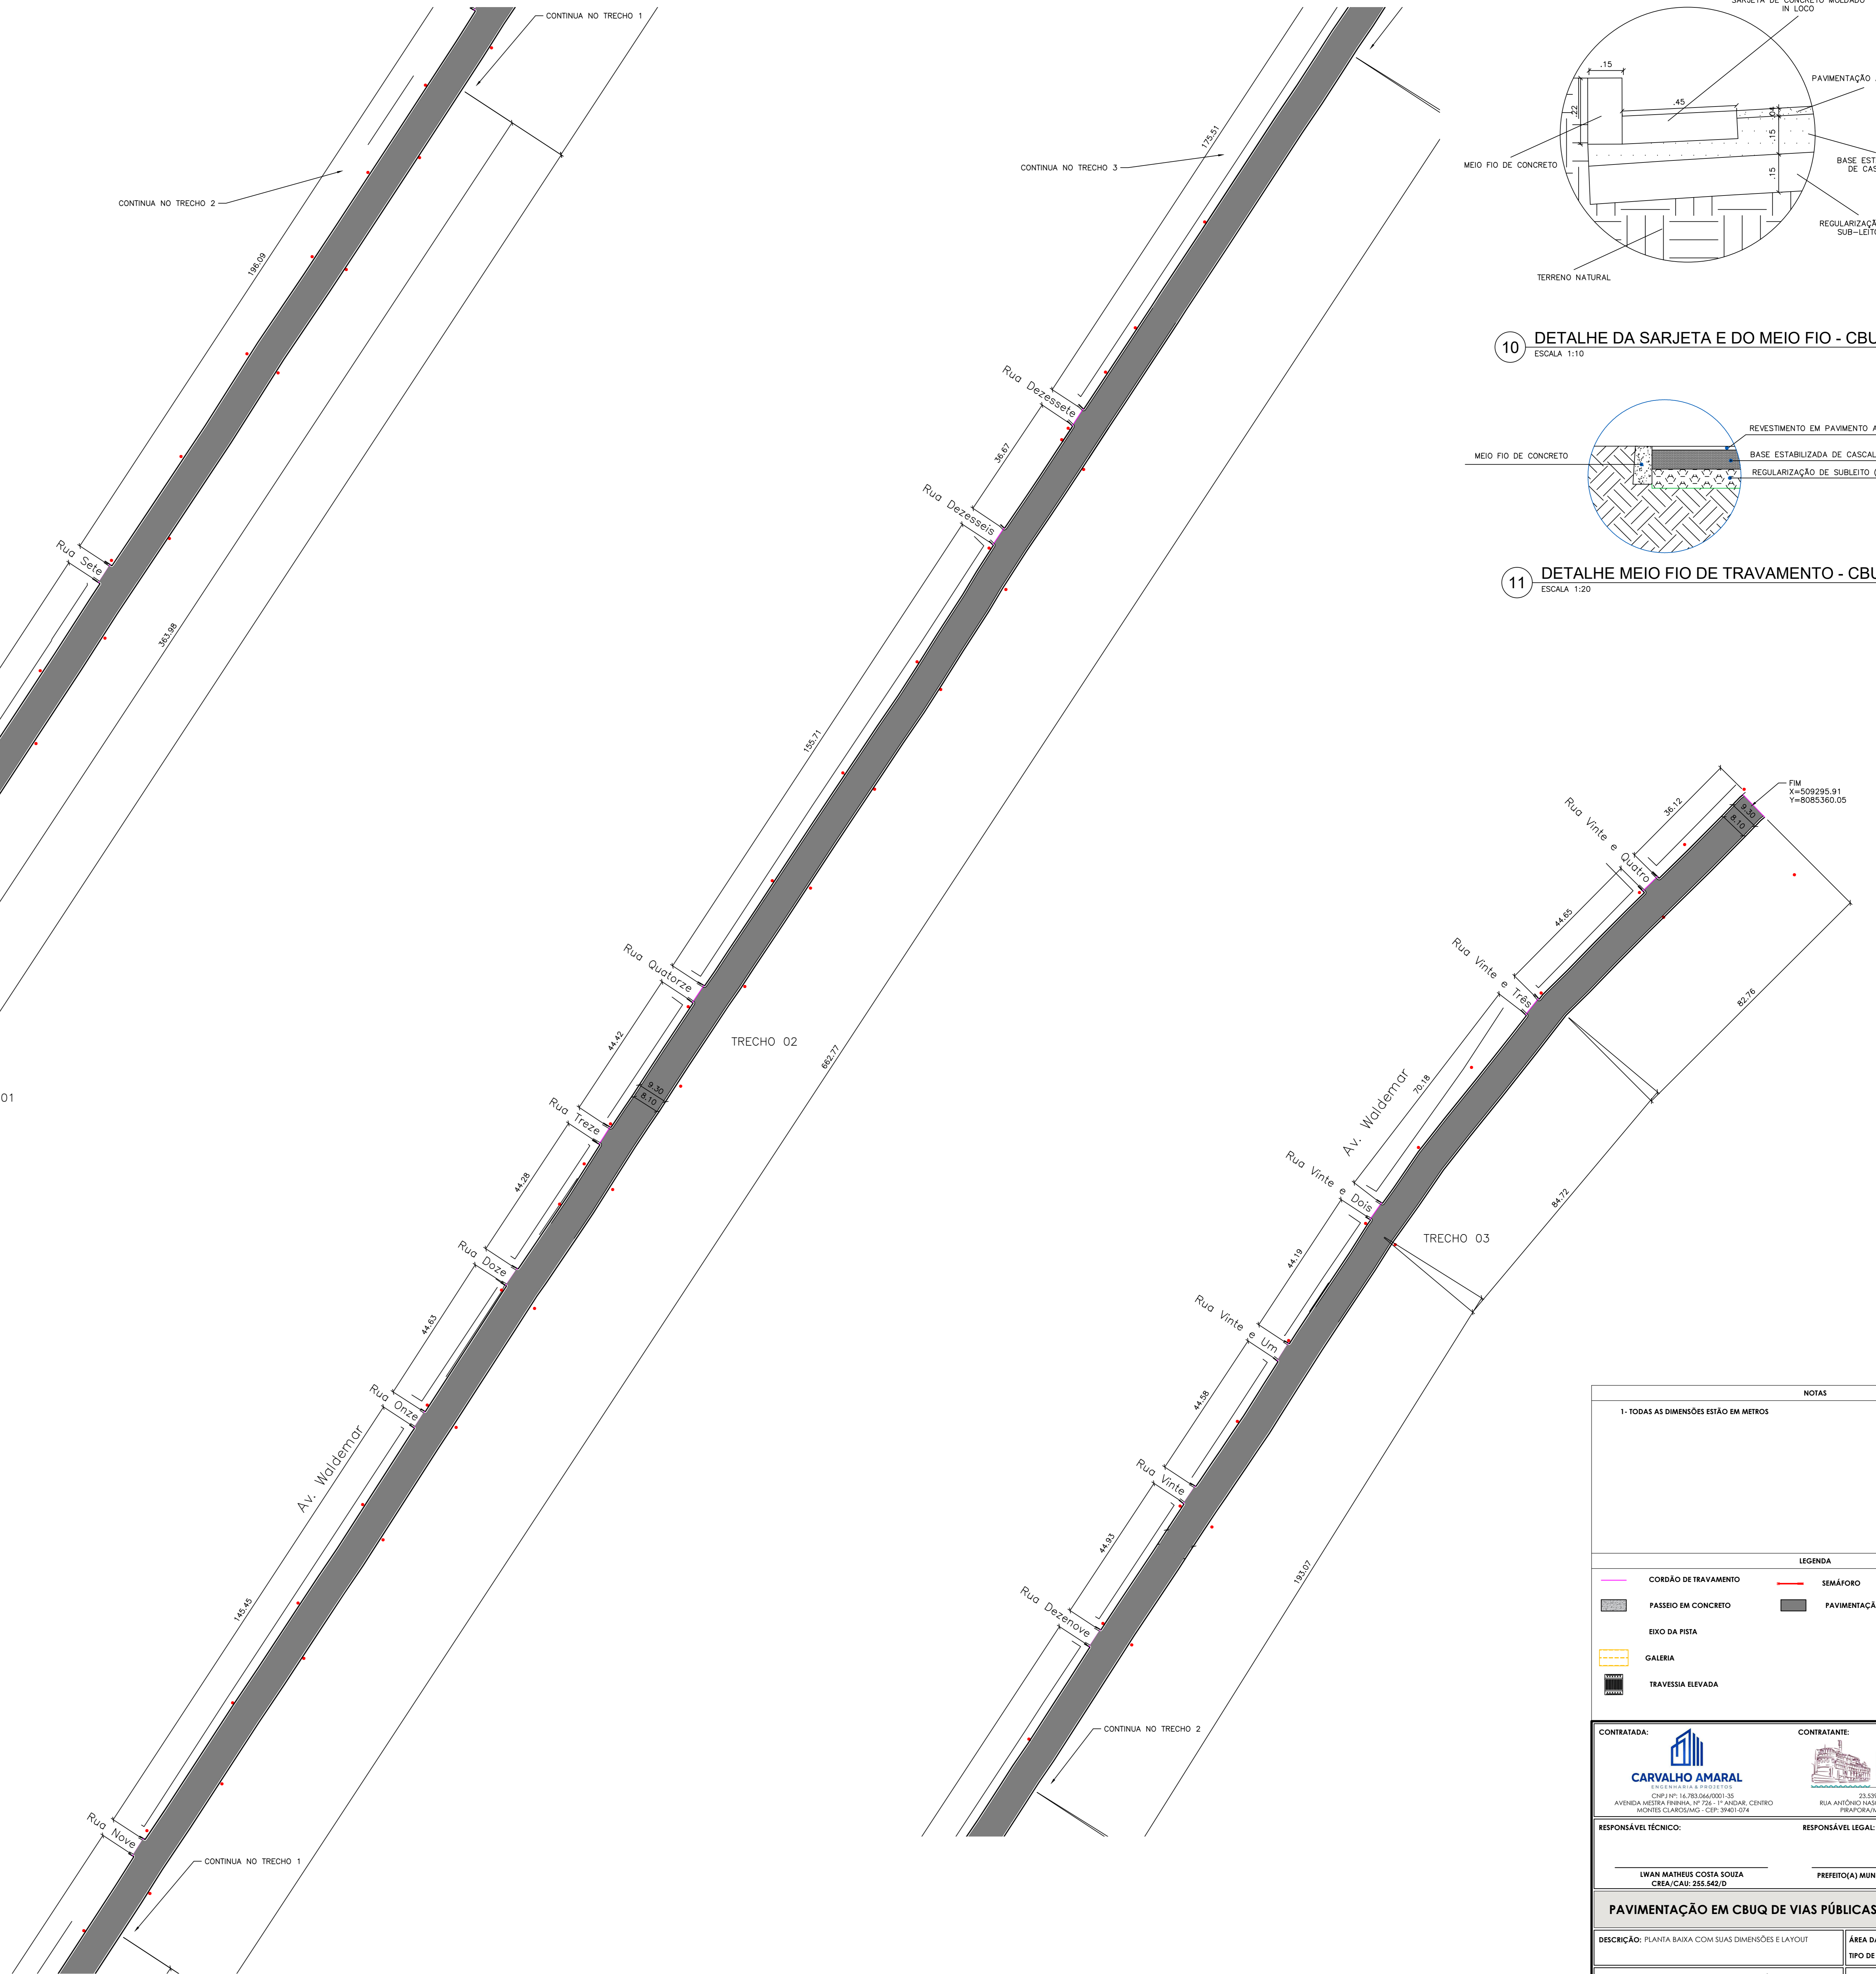 CONTINUA NO TRECHO 1
CONTINUA NO TRECHO 2
196.09
Rua Sete
363.98
01
CONTINUA NO TRECHO 3
175.51
Rua Dezessete
36.67
Rua Dezesseis
155.71
Rua Quatorze
44.42
TRECHO 02
662.77
9.30
8.10
Rua Treze
44.28
Rua Doze
44.63
Rua Onze
Av. Waldemar
145.45
Rua Nove
CONTINUA NO TRECHO 1
IN LOCO
.15
PAVIMENTAÇÃO
.22
.45
.04
.15
.15
MEIO FIO DE CONCRETO
BASE EST
DE CAS
REGULARIZAÇÃ
SUB-LEITO
TERRENO NATURAL
10
DETALHE DA SARJETA E DO MEIO FIO - CBU
ESCALA 1:10
REVESTIMENTO EM PAVIMENTO A
MEIO FIO DE CONCRETO
BASE ESTABILIZADA DE CASCAL
REGULARIZAÇÃO DE SUBLEITO (
11
DETALHE MEIO FIO DE TRAVAMENTO - CBU
ESCALA 1:20
FIM
X=509295.91
Y=8085360.05
36.12
9.30
8.10
Rua Vinte e Quatro
44.65
Rua Vinte e Três
82.76
70.18
Av. Waldemar
Rua Vinte e Dois
84.72
TRECHO 03
44.19
Rua Vinte e Um
44.58
Rua Vinte
44.93
193.07
Rua Dezenove
CONTINUA NO TRECHO 2
NOTAS
1- TODAS AS DIMENSÕES ESTÃO EM METROS
LEGENDA
CORDÃO DE TRAVAMENTO
SEMÁFORO
PASSEIO EM CONCRETO
PAVIMENTAÇÃ
EIXO DA PISTA
GALERIA
TRAVESSIA ELEVADA
CONTRATADA:
CONTRATANTE:
CARVALHO AMARAL
ENGENHARIA & PROJETOS
CNPJ Nº: 16.783.066/0001-35
AVENIDA MESTRA FININHA, Nº 726 - 1º ANDAR, CENTRO
MONTES CLAROS/MG - CEP: 39401-074
23.539
RUA ANTÔNIO NAS
PIRAPORA/M
RESPONSÁVEL TÉCNICO:
RESPONSÁVEL LEGAL:
LWAN MATHEUS COSTA SOUZA
CREA/CAU: 255.542/D
PREFEITO(A) MUN
PAVIMENTAÇÃO EM CBUQ DE VIAS PÚBLICAS
DESCRIÇÃO: PLANTA BAIXA COM SUAS DIMENSÕES E LAYOUT
ÁREA DA
TIPO DE